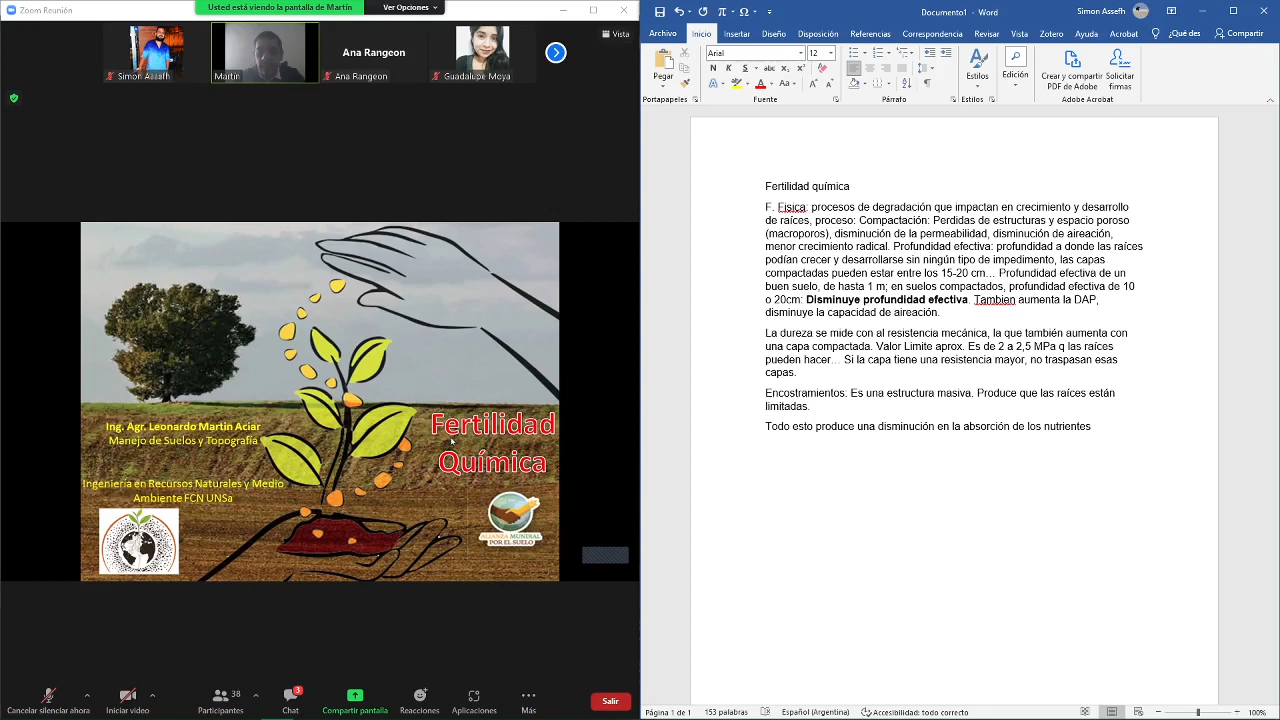 Zoom Reunión
Usted está viendo la pantalla de Martin
Ver Opciones
Vista
Simon Assefh
Martin
Ana Rangeon
Ana Rangeon
Guadalupe Moya
Ing. Agr. Leonardo Martin Aciar
Manejo de Suelos y Topografía
Ingeniería en Recursos Naturales y Medio
Ambiente FCN UNSa
Fertilidad
Química
ALIANZA MUNDIAL
POR EL SUELO
Cancelar silenciar ahora
Iniciar video
38
Participantes
3
Chat
Compartir pantalla
Reacciones
Aplicaciones
Más
Salir
Documento1 - Word
Simon Asseff
Archivo
Inicio
Insertar
Diseño
Disposición
Referencias
Correspondencia
Revisar
Vista
Zotero
Ayuda
Acrobat
¿Qué
Compartir
Pegar
Portapapeles
Arial
12
N K S
Fuente
Párrafo
Estilos
Estilos
Edición
Crear y compartir
PDF de Adobe
Solicitar
firmas
Adobe Acrobat
Fertilidad química
F. Fisica: procesos de degradación que impactan en crecimiento y desarrollo
de raíces, proceso: Compactación: Perdidas de estructuras y espacio poroso
(macroporos), disminución de la permeabilidad, disminución de aireación,
menor crecimiento radical. Profundidad efectiva: profundidad a donde las raíces
podían crecer y desarrollarse sin ningún tipo de impedimento, las capas
compactadas pueden estar entre los 15-20 cm… Profundidad efectiva de un
buen suelo, de hasta 1 m; en suelos compactados, profundidad efectiva de 10
o 20cm: Disminuye profundidad efectiva. Tambien aumenta la DAP,
disminuye la capacidad de aireación.
La dureza se mide con al resistencia mecánica, la que también aumenta con
una capa compactada. Valor Limite aprox. Es de 2 a 2,5 MPa q las raíces
pueden hacer… Si la capa tiene una resistencia mayor, no traspasan esas
capas.
Encostramientos: Es una estructura masiva. Produce que las raíces están
limitadas.
Todo esto produce una disminución en la absorción de los nutrientes
Página 1 de 1
153 palabras
Español (Argentina)
Accesibilidad: todo correcto
100%